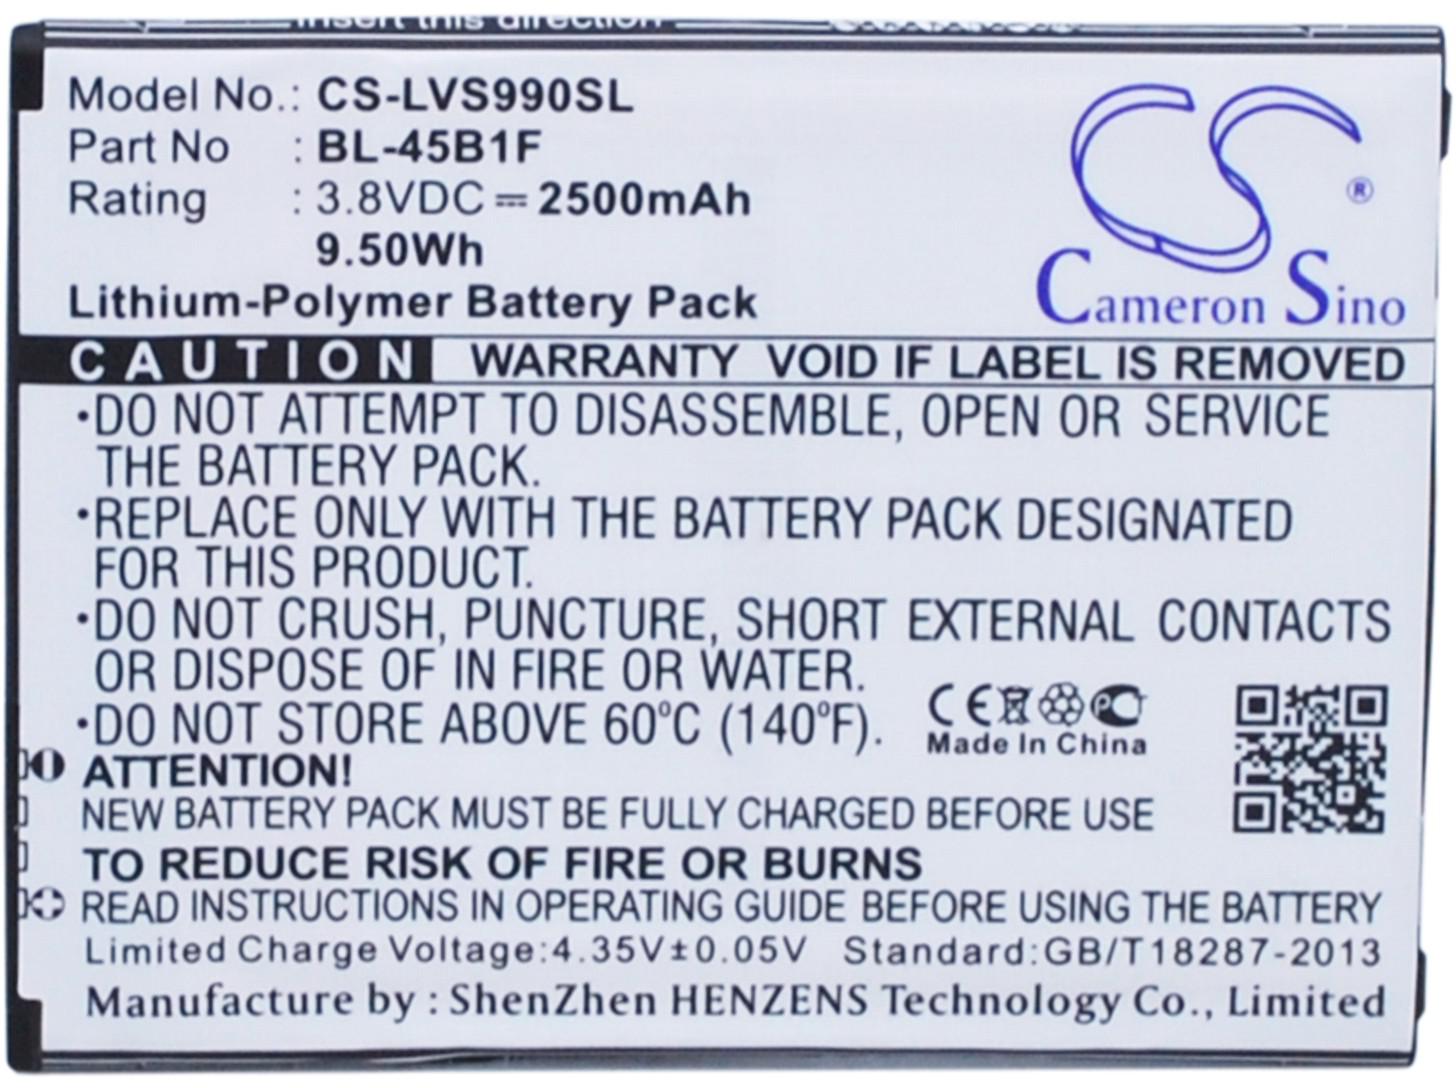 Insert this direction
Model No.: CS-LVS990SL
Part No : BL-45B1F
Rating : 3.8VDC⎓2500mAh
9.50Wh
Lithium-Polymer Battery Pack
CS®
Cameron Sino
CAUTION WARRANTY VOID IF LABEL IS REMOVED
•DO NOT ATTEMPT TO DISASSEMBLE, OPEN OR SERVICE
THE BATTERY PACK.
•REPLACE ONLY WITH THE BATTERY PACK DESIGNATED
FOR THIS PRODUCT.
•DO NOT CRUSH, PUNCTURE, SHORT EXTERNAL CONTACTS
OR DISPOSE OF IN FIRE OR WATER.
•DO NOT STORE ABOVE 60°C (140°F).
CE PC
Made In China
ATTENTION!
NEW BATTERY PACK MUST BE FULLY CHARGED BEFORE USE
TO REDUCE RISK OF FIRE OR BURNS
READ INSTRUCTIONS IN OPERATING GUIDE BEFORE USING THE BATTERY
Limited Charge Voltage:4.35V±0.05V Standard:GB/T18287-2013
Manufacture by : ShenZhen HENZENS Technology Co., Limited